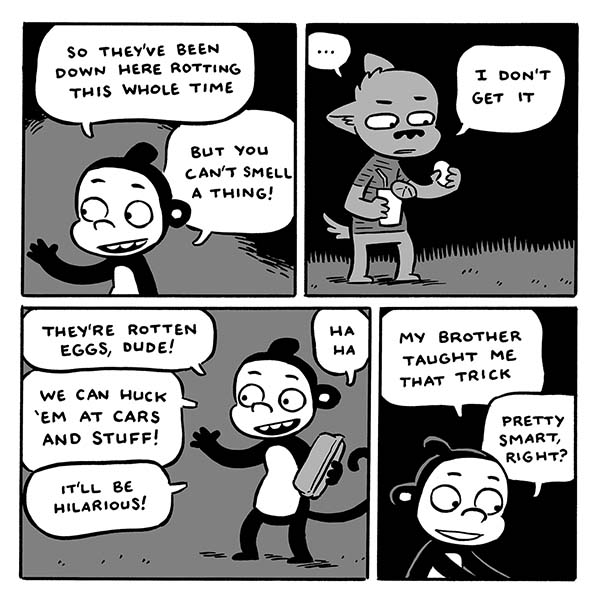 SO THEY'VE BEEN
DOWN HERE ROTTING
THIS WHOLE TIME
BUT YOU
CAN'T SMELL
A THING!
...
I DON'T
GET IT
THEY'RE ROTTEN
EGGS, DUDE!
WE CAN HUCK
'EM AT CARS
AND STUFF!
IT'LL BE
HILARIOUS!
HA
HA
MY BROTHER
TAUGHT ME
THAT TRICK
PRETTY
SMART,
RIGHT?